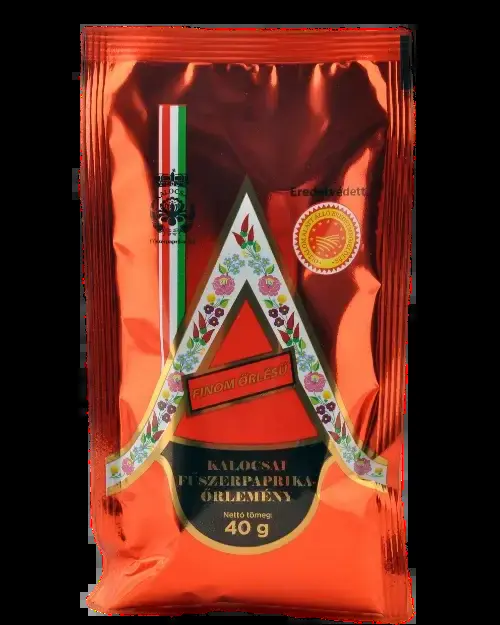 Eredetvédett
FINOM ŐRLÉSŰ
KALOCSAI
FŰSZERPAPRIKA-
ŐRLEMÉNY
Nettó tömeg:
40 g